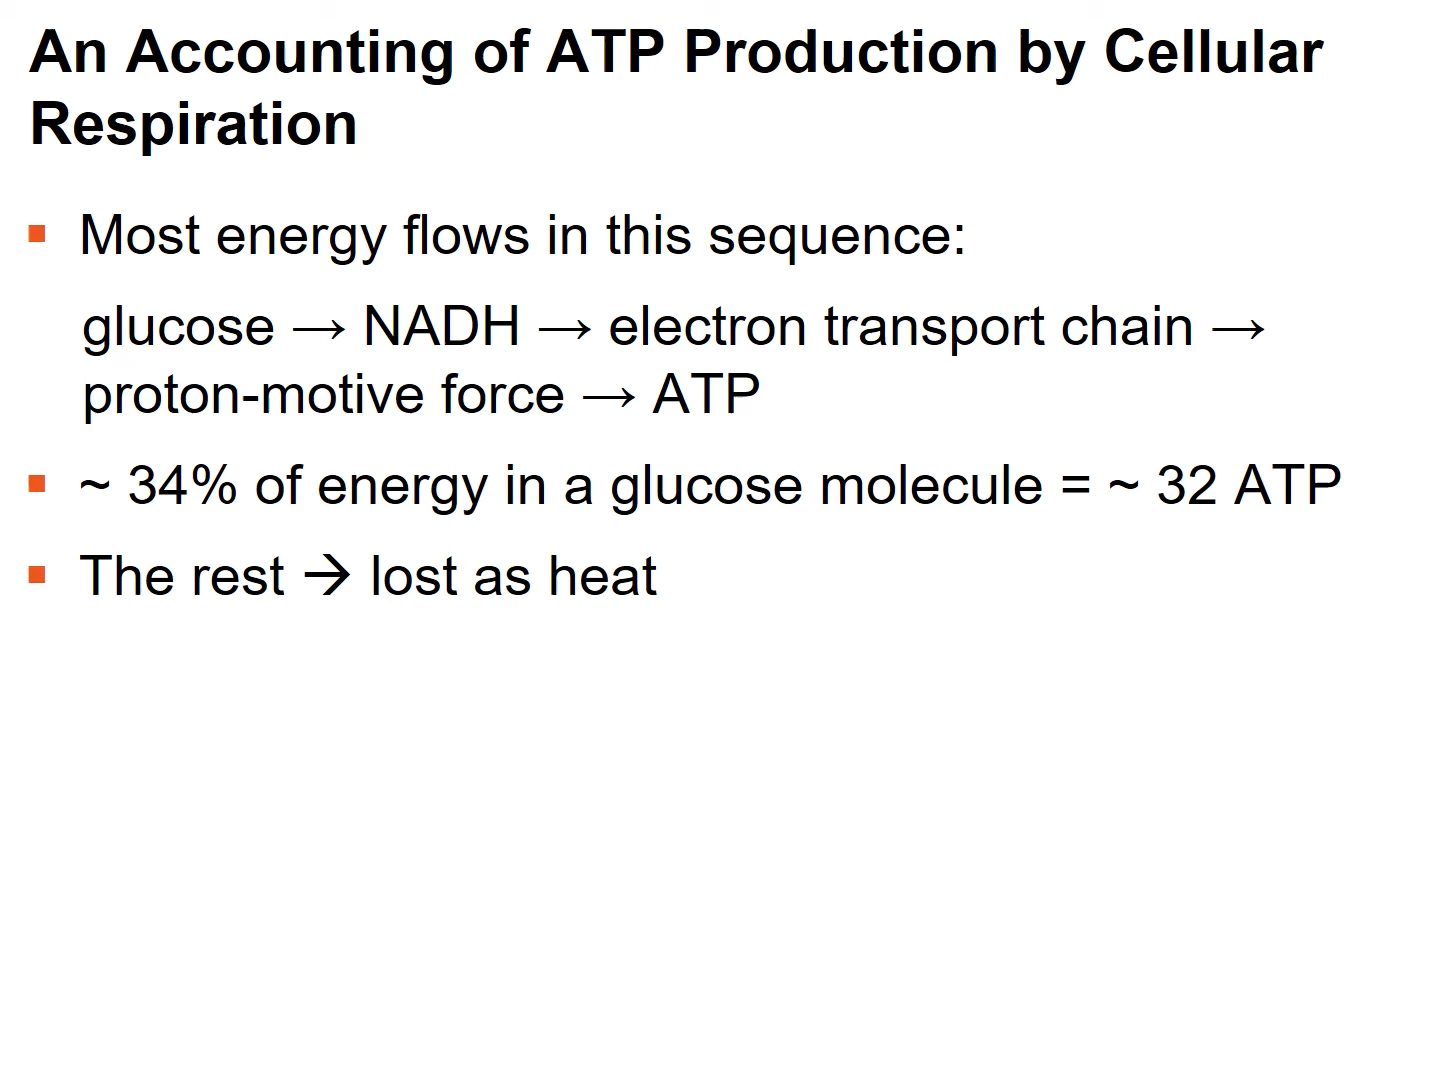 An Accounting of ATP Production by Cellular
Respiration
▪ Most energy flows in this sequence:
glucose → NADH → electron transport chain →
proton-motive force → ATP
▪ ~ 34% of energy in a glucose molecule = ~ 32 ATP
▪ The rest → lost as heat